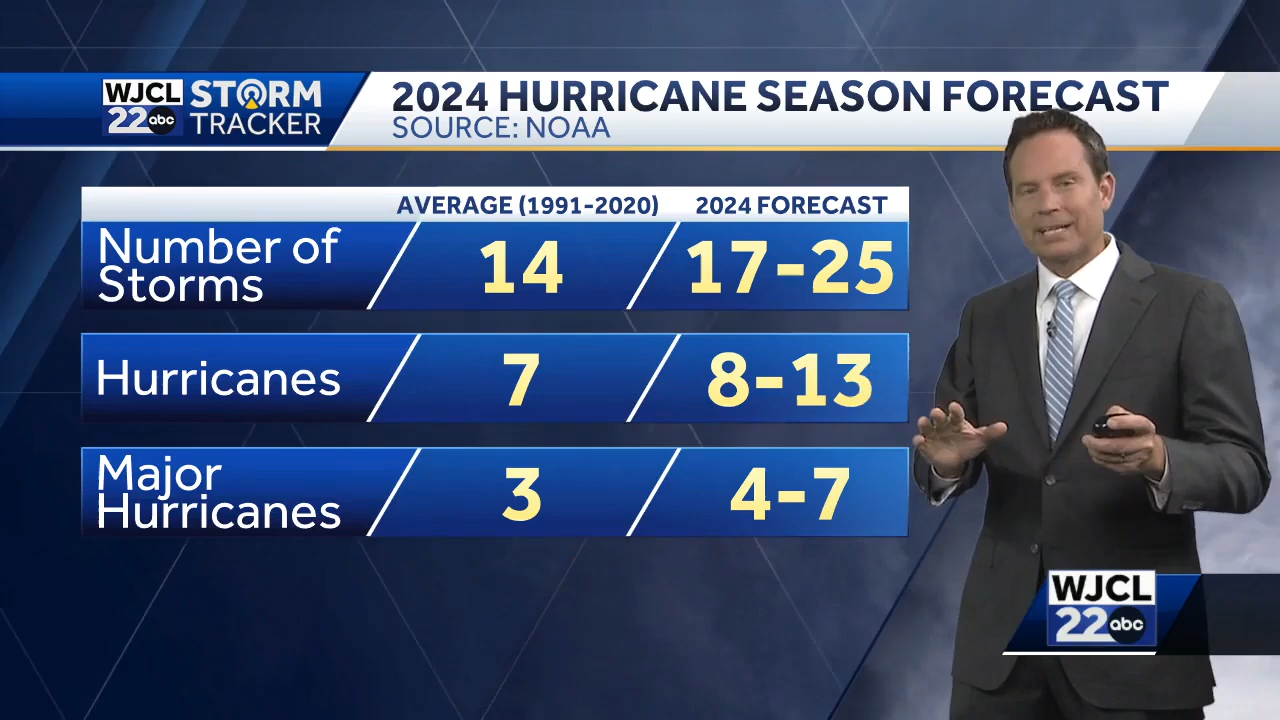 WJCL
22 abc
STORM
TRACKER
2024 HURRICANE SEASON FORECAST
SOURCE: NOAA
AVERAGE (1991-2020)
2024 FORECAST
Number of
Storms
14
17-25
Hurricanes
7
8-13
Major
Hurricanes
3
4-7
WJCL
22 abc